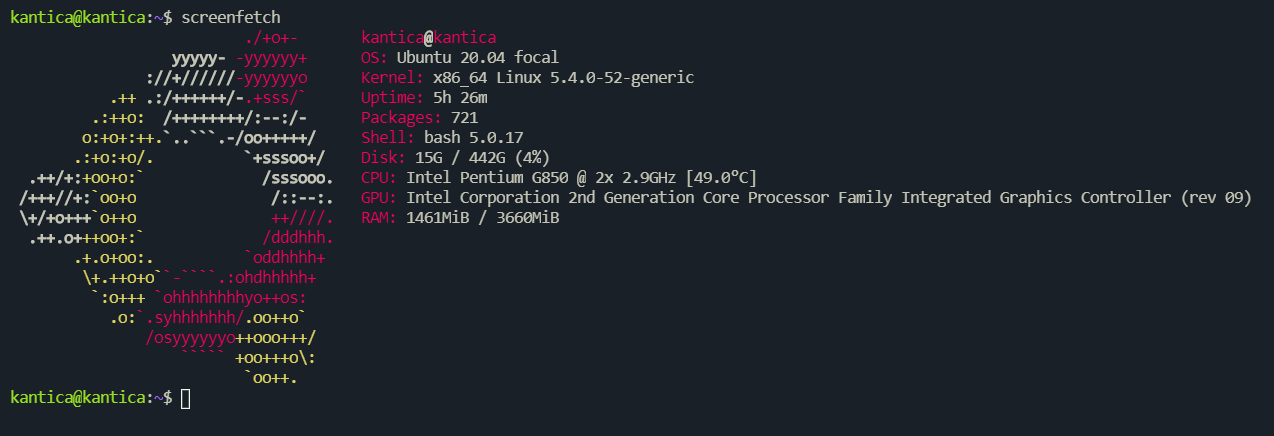 kantica@kantica:~$ screenfetch
                          ./+o+-       kantica@kantica
                  yyyyy- -yyyyyy+      OS: Ubuntu 20.04 focal
               ://+//////-yyyyyyo      Kernel: x86_64 Linux 5.4.0-52-generic
           .++ .:/++++++/-.+sss/`      Uptime: 5h 26m
         .:++o:  /++++++++/:--:/-      Packages: 721
        o:+o+:++.`..```.-/oo+++++/     Shell: bash 5.0.17
       .:+o:+o/.          `+sssoo+/    Disk: 15G / 442G (4%)
  .++/+:+oo+o:`             /sssooo.   CPU: Intel Pentium G850 @ 2x 2.9GHz [49.0°C]
 /+++//+:`oo+o               /::--:.   GPU: Intel Corporation 2nd Generation Core Processor Family Integrated Graphics Controller (rev 09)
 \+/+o+++`o++o               ++////.   RAM: 1461MiB / 3660MiB
  .++.o+++oo+:`             /dddhhh.
       .+.o+oo:.          `oddhhhh+
        \+.++o+o``-````.:ohdhhhhh+
         `:o+++ `ohhhhhhhhyo++os:
           .o:`.syhhhhhhh/.oo++o`
               /osyyyyyyo++ooo+++/
                   ````` +oo+++o\:
                          `oo++.
kantica@kantica:~$